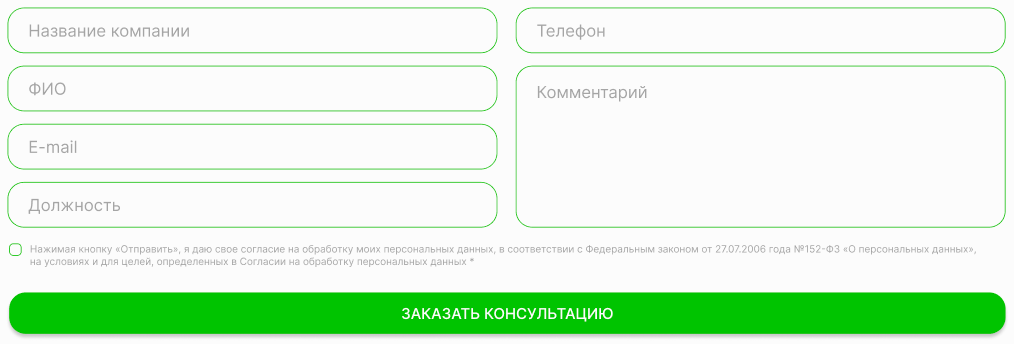 Название компании
ФИО
E-mail
Должность
Телефон
Комментарий
Нажимая кнопку «Отправить», я даю свое согласие на обработку моих персональных данных, в соответствии с Федеральным законом от 27.07.2006 года №152-ФЗ «О персональных данных»,
на условиях и для целей, определенных в Согласии на обработку персональных данных *
ЗАКАЗАТЬ КОНСУЛЬТАЦИЮ